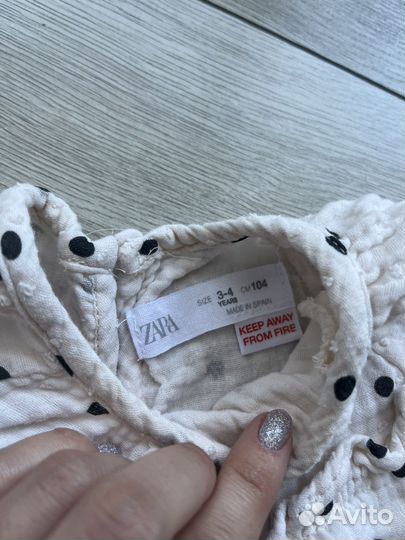 ZARA
SIZE 3-4 YEARS CM 104
MADE IN SPAIN
KEEP AWAY
FROM FIRE
Avito